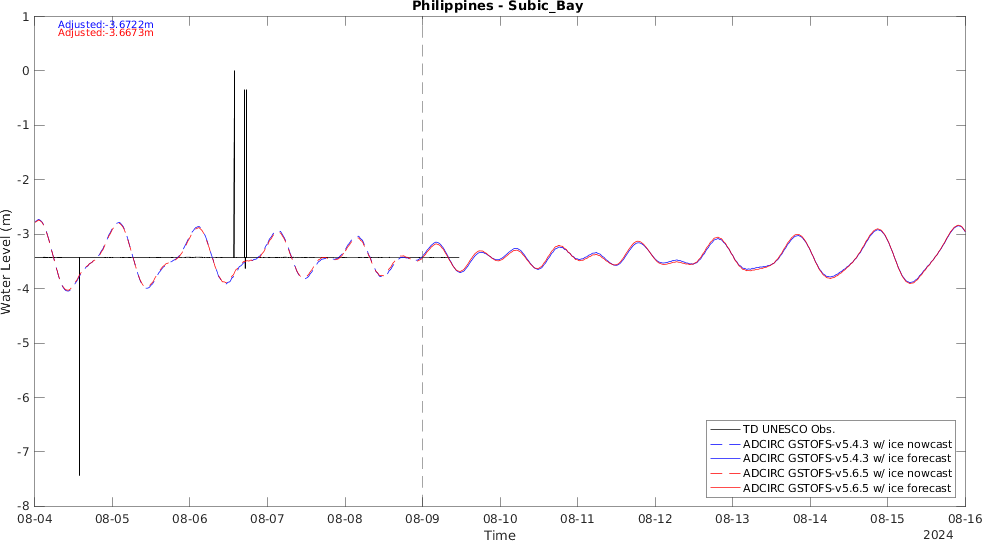 Philippines - Subic_Bay
Adjusted:-3.6722m
Adjusted:-3.6673m
1
0
-1
-2
-3
-4
-5
-6
-7
-8
Water Level (m)
08-04 08-05 08-06 08-07 08-08 08-09 08-10 08-11 08-12 08-13 08-14 08-15 08-16
Time
2024
TD UNESCO Obs.
ADCIRC GSTOFS-v5.4.3 w/ ice nowcast
ADCIRC GSTOFS-v5.4.3 w/ ice forecast
ADCIRC GSTOFS-v5.6.5 w/ ice nowcast
ADCIRC GSTOFS-v5.6.5 w/ ice forecast